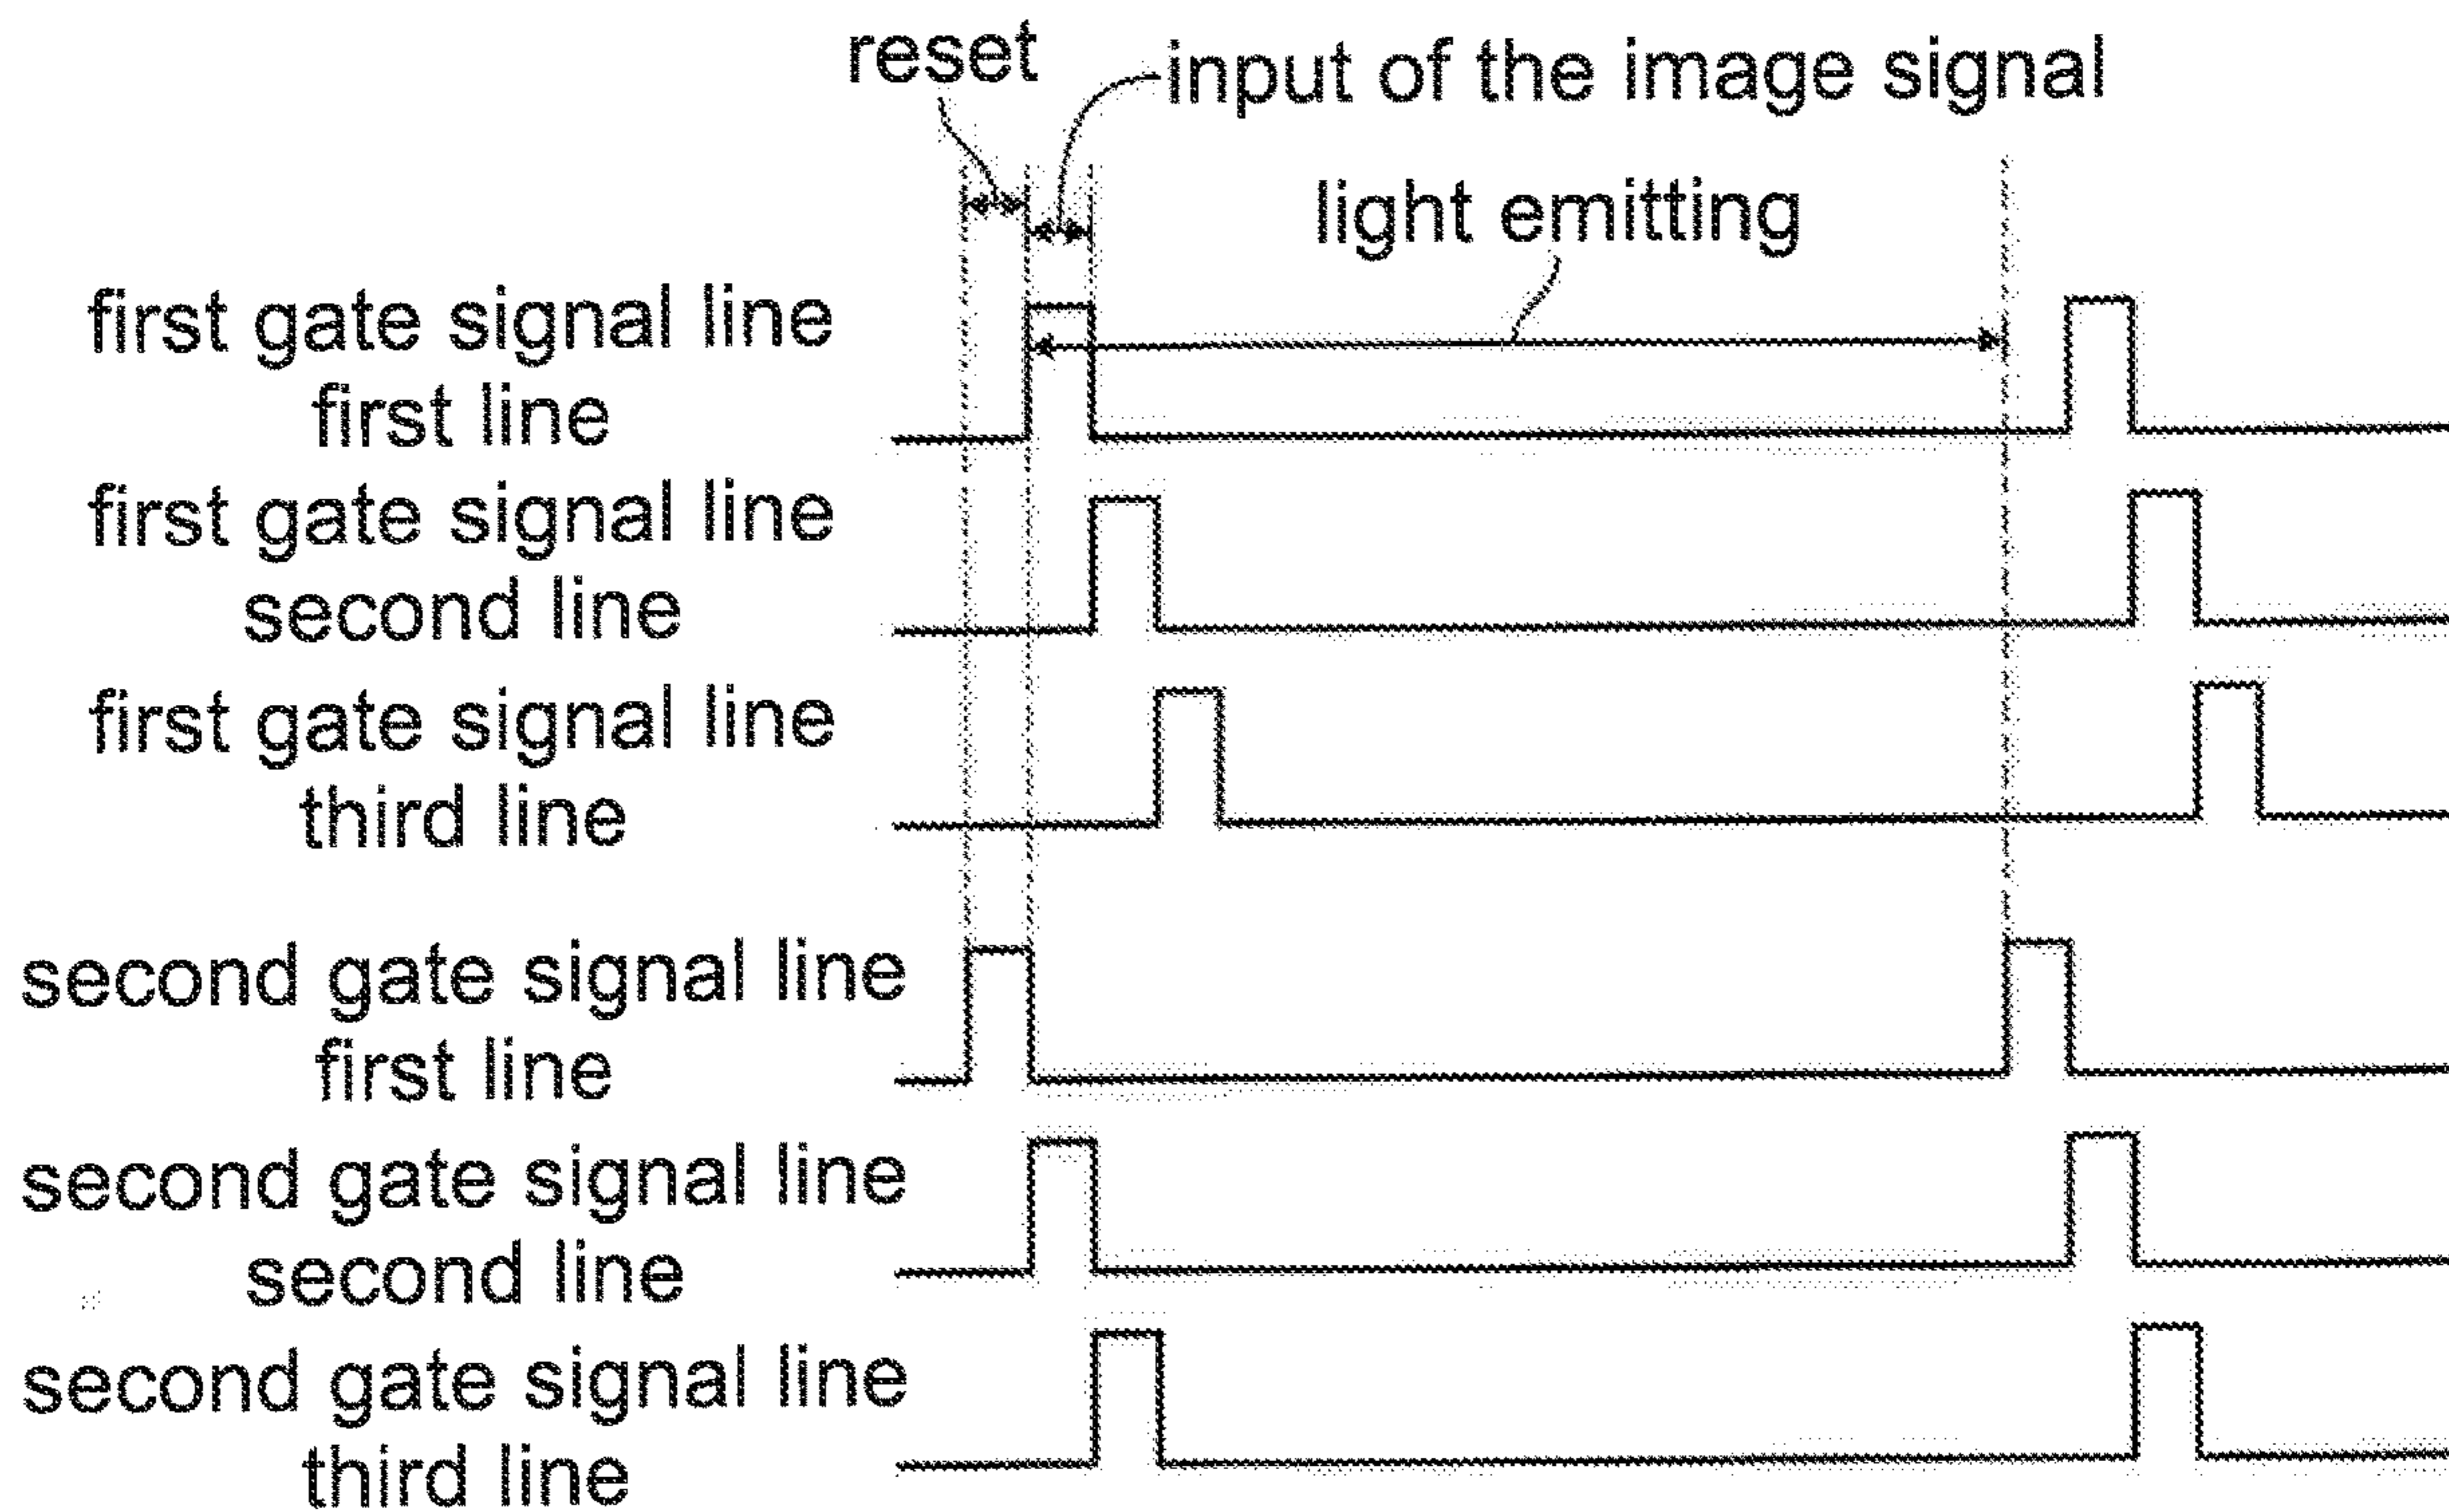 reset
input of the image signal
light emitting
first gate signal line
first line
first gate signal line
second line
first gate signal line
third line
second gate signal line
first line
second gate signal line
second line
second gate signal line
third line